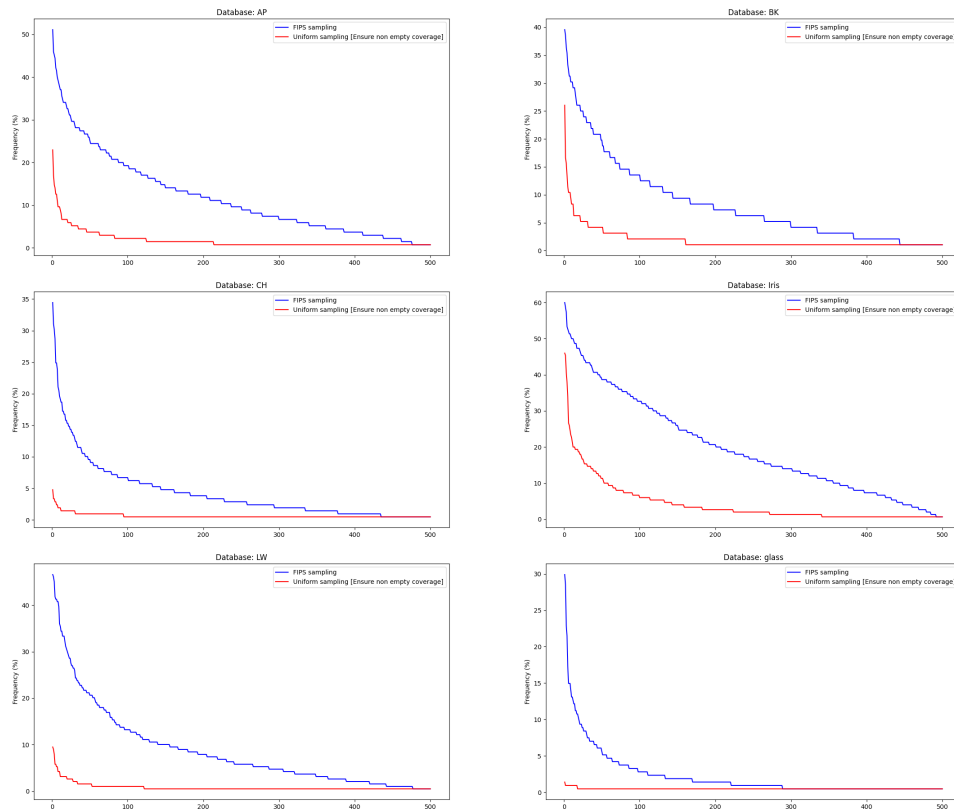 Database: AP
FIPS sampling
Uniform sampling [Ensure non empty coverage]
Frequency (%)
50
40
30
20
10
0
0 100 200 300 400 500
Database: BK
FIPS sampling
Uniform sampling [Ensure non empty coverage]
Frequency (%)
40
35
30
25
20
15
10
5
0
0 100 200 300 400 500
Database: CH
FIPS sampling
Uniform sampling [Ensure non empty coverage]
Frequency (%)
35
30
25
20
15
10
5
0
0 100 200 300 400 500
Database: Iris
FIPS sampling
Uniform sampling [Ensure non empty coverage]
Frequency (%)
60
50
40
30
20
10
0
0 100 200 300 400 500
Database: LW
FIPS sampling
Uniform sampling [Ensure non empty coverage]
Frequency (%)
40
30
20
10
0
0 100 200 300 400 500
Database: glass
FIPS sampling
Uniform sampling [Ensure non empty coverage]
Frequency (%)
30
25
20
15
10
5
0
0 100 200 300 400 500